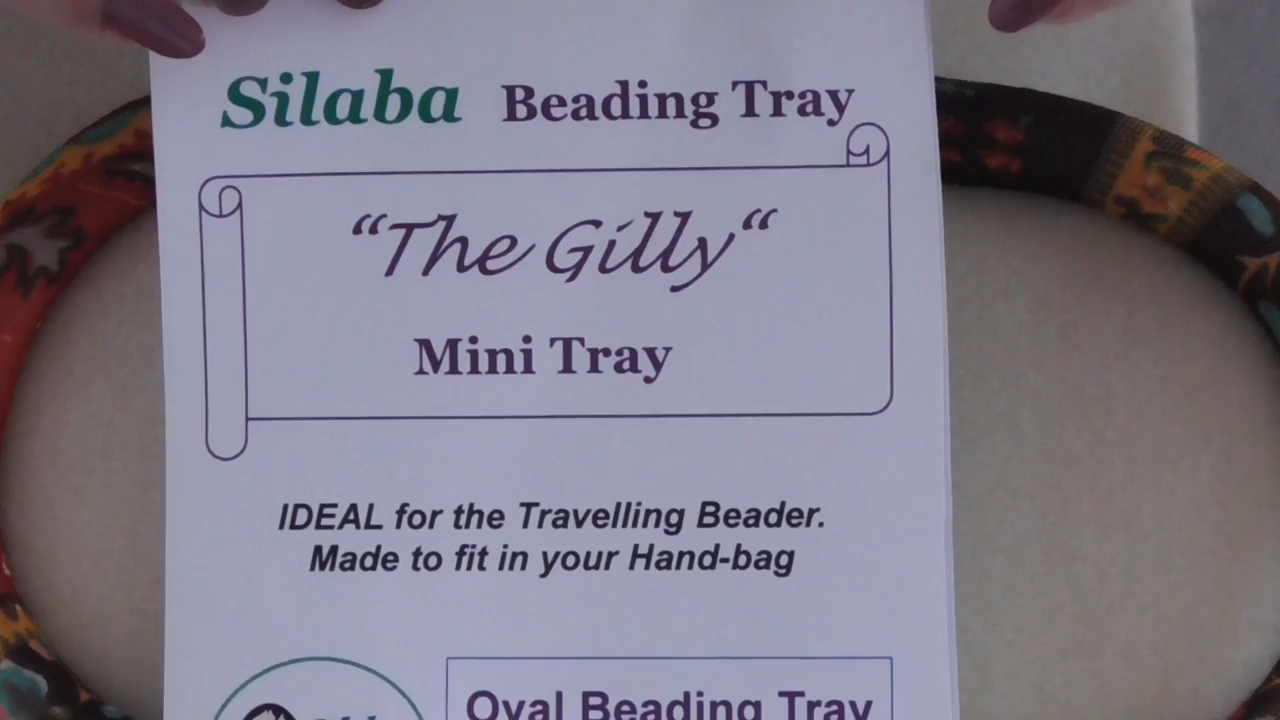 Silaba Beading Tray
“The Gilly“
Mini Tray
IDEAL for the Travelling Beader.
Made to fit in your Hand-bag
Oval Beading Tray